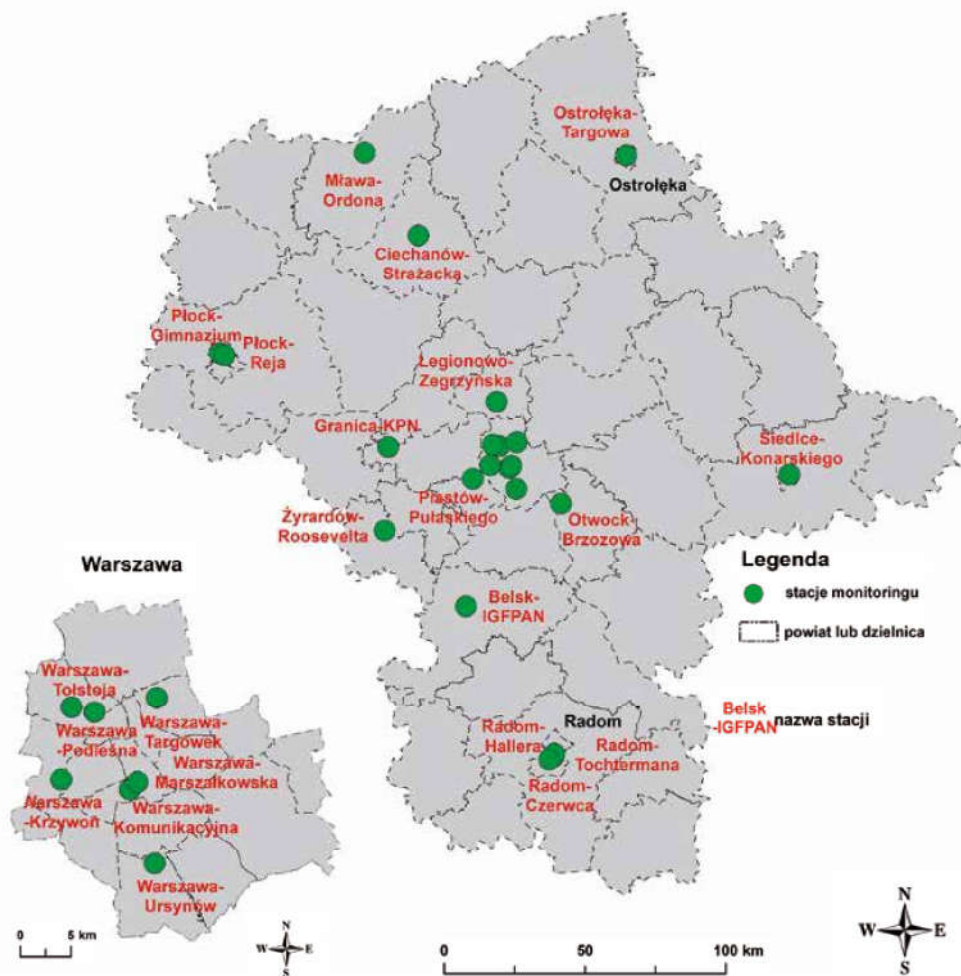 Ostrołęka-
Targowa
Ostrołęka
Mława-
Ordona
Ciechanów-
Strażacka
Płock-
Gimnazjum
Płock-
Reja
Legionowo-
Zegrzyńska
Granica-KPN
Siedlce-
Konarskiego
Piastów-
Pułaskiego
Żyrardów-
Roosevelta
Otwock-
Brzozowa
Belsk-
IGFPAN
Legenda
stacje monitoringu
powiat lub dzielnica
Belsk
-IGFPAN
nazwa stacji
Radom
Radom-
Hallera
Radom-
Tochtermana
Radom-
Czerwca
Warszawa
Warszawa-
Tołstoja
Warszawa
-Podleśna
Warszawa-
Targówek
Warszawa-
Marszałkowska
Warszawa
-Krzywoń
Warszawa-
Komunikacyjna
Warszawa-
Ursynów
0 5 km
N
W E
S
0 50 100 km
N
W E
S